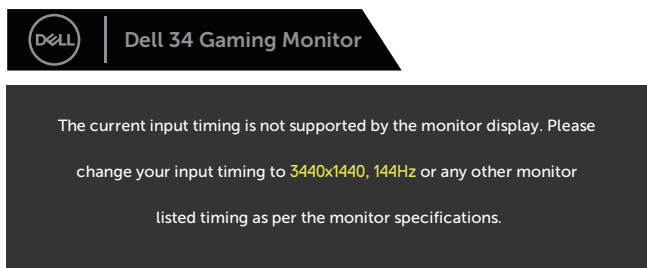 DELL
Dell 34 Gaming Monitor
The current input timing is not supported by the monitor display. Please
change your input timing to 3440x1440, 144Hz or any other monitor
listed timing as per the monitor specifications.